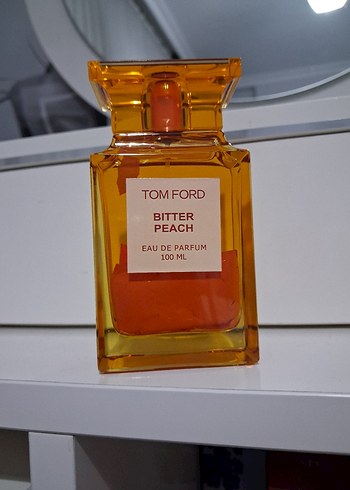 TOM FORD
BITTER
PEACH
EAU DE PARFUM
100 ML